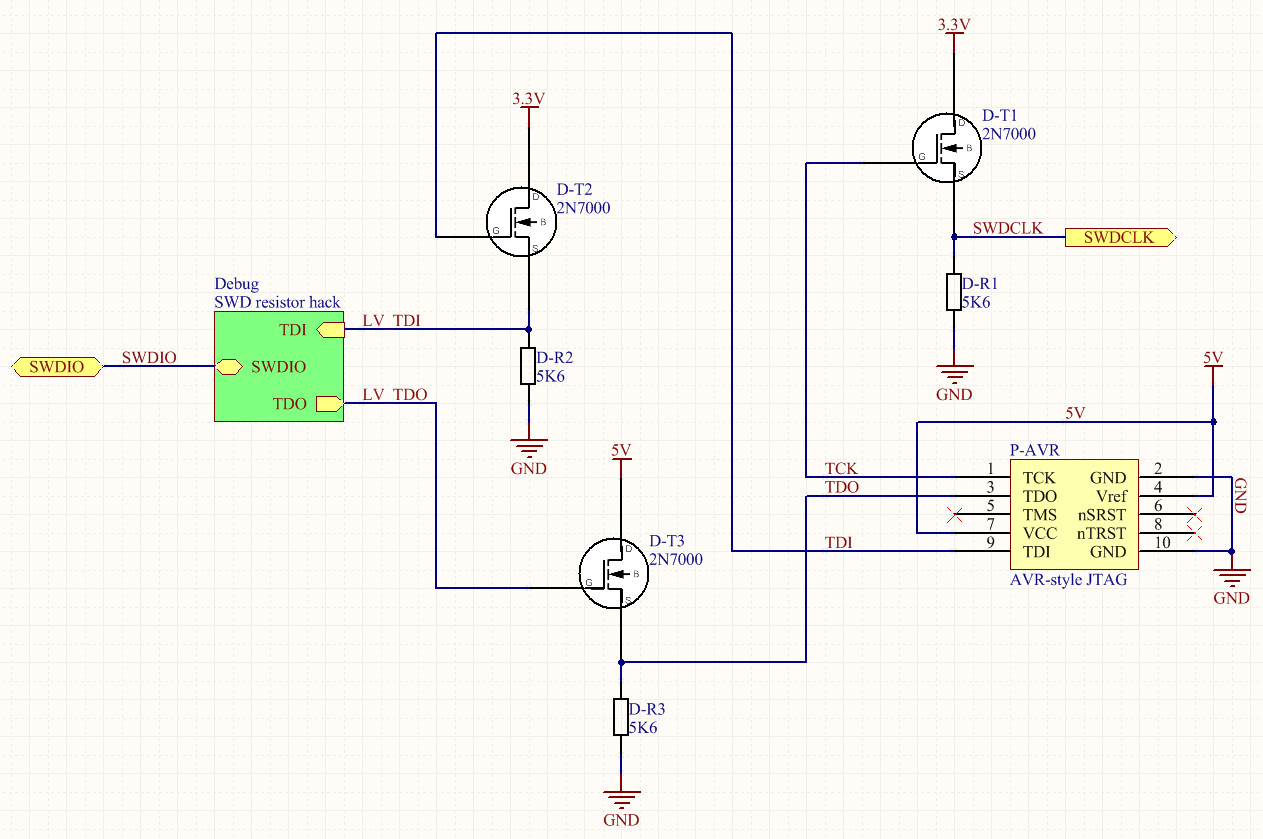 3.3V
D
D-T1
2N7000
G
B
S
SWDCLK
SWDCLK
D-R1
5K6
GND
3.3V
D
D-T2
2N7000
G
B
S
Debug
SWD resistor hack
TDI
LV_TDI
SWDIO
SWDIO
SWDIO
TDO
LV_TDO
D-R2
5K6
GND
5V
D
D-T3
2N7000
G
B
S
D-R3
5K6
GND
5V
5V
P-AVR
TCK
1
TCK
GND
2
TDO
3
TDO
Vref
4
5
TMS
nSRST
6
7
VCC
nTRST
8
TDI
9
TDI
GND
10
AVR-style JTAG
GND
GND